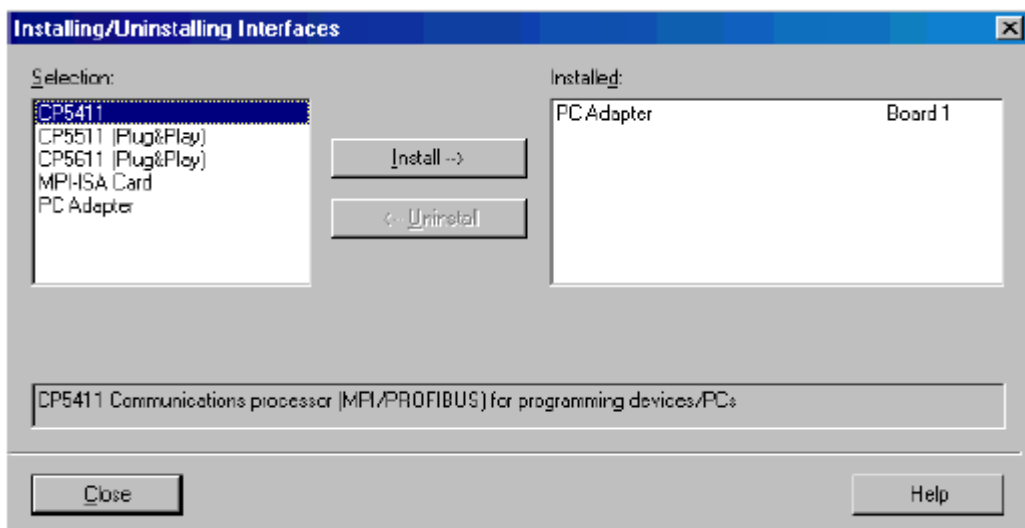 Installing/Uninstalling Interfaces
Selection:
Installed:
CP5411
CP5511 (Plug&Play)
CP5611 (Plug&Play)
MPI-ISA Card
PC Adapter
Install -->
<-- Uninstall
PC Adapter Board 1
CP5411 Communications processor (MPI/PROFIBUS) for programming devices/PCs
Close
Help